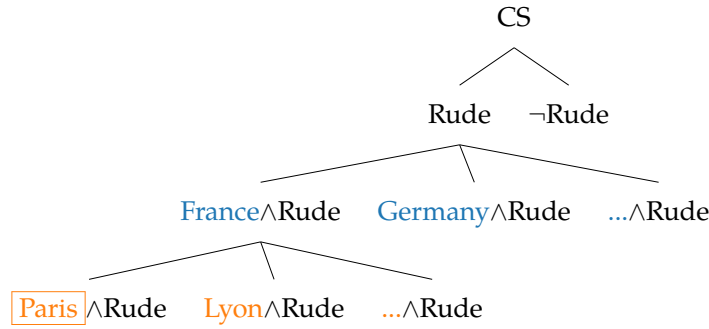 CS
Rude ¬Rude
France∧Rude Germany∧Rude ...∧Rude
Paris ∧Rude Lyon∧Rude ...∧Rude